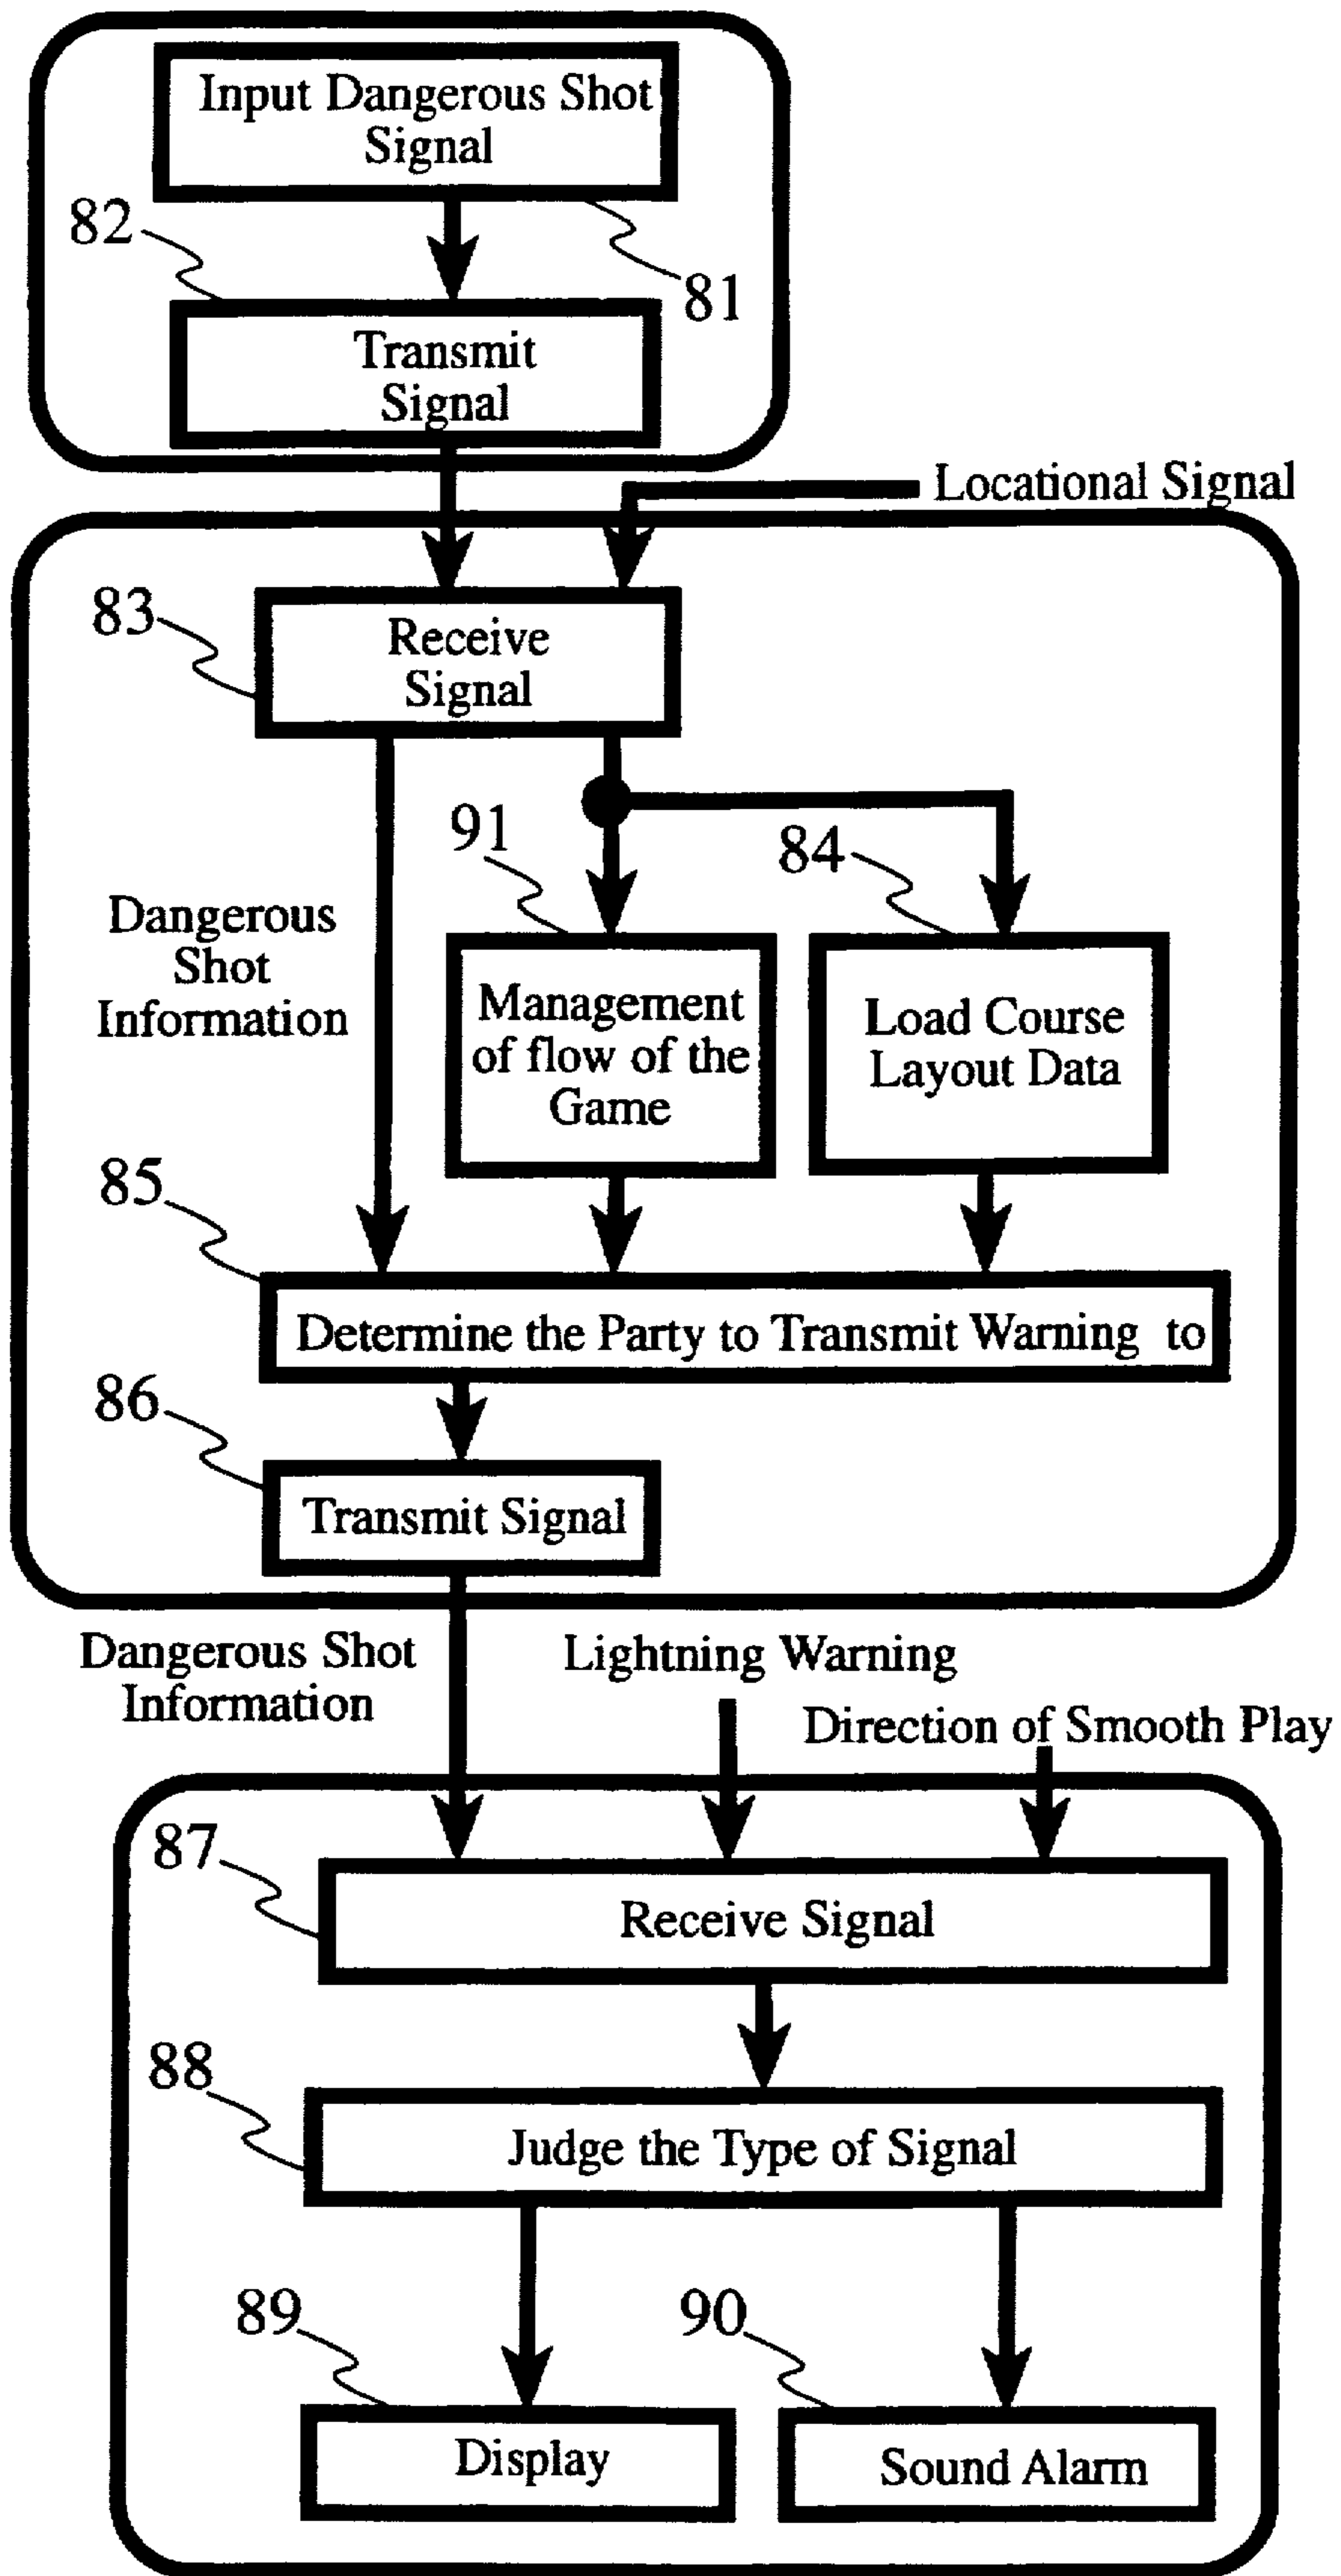 Input Dangerous Shot
Signal
82
81
Transmit
Signal
Locational Signal
83
Receive
Signal
91
84
Dangerous
Shot
Information
Management
of flow of the
Game
Load Course
Layout Data
85
Determine the Party to Transmit Warning to
86
Transmit Signal
Dangerous Shot
Information
Lightning Warning
Direction of Smooth Play
87
Receive Signal
88
Judge the Type of Signal
89
90
Display
Sound Alarm